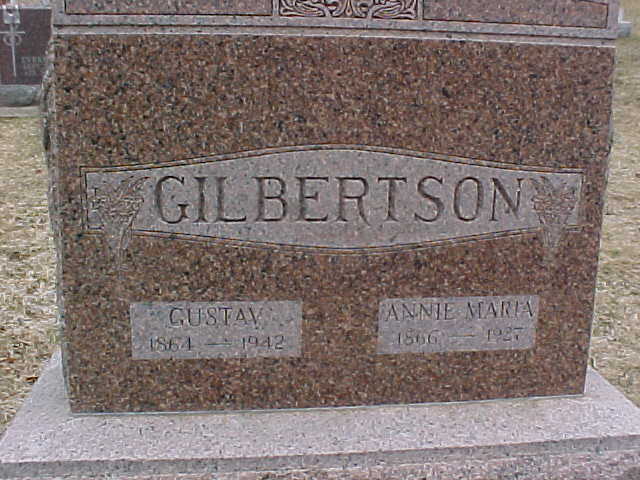 GILBERTSON
GUSTAV
1864 — 1942
ANNIE MARIA
1866 — 1927